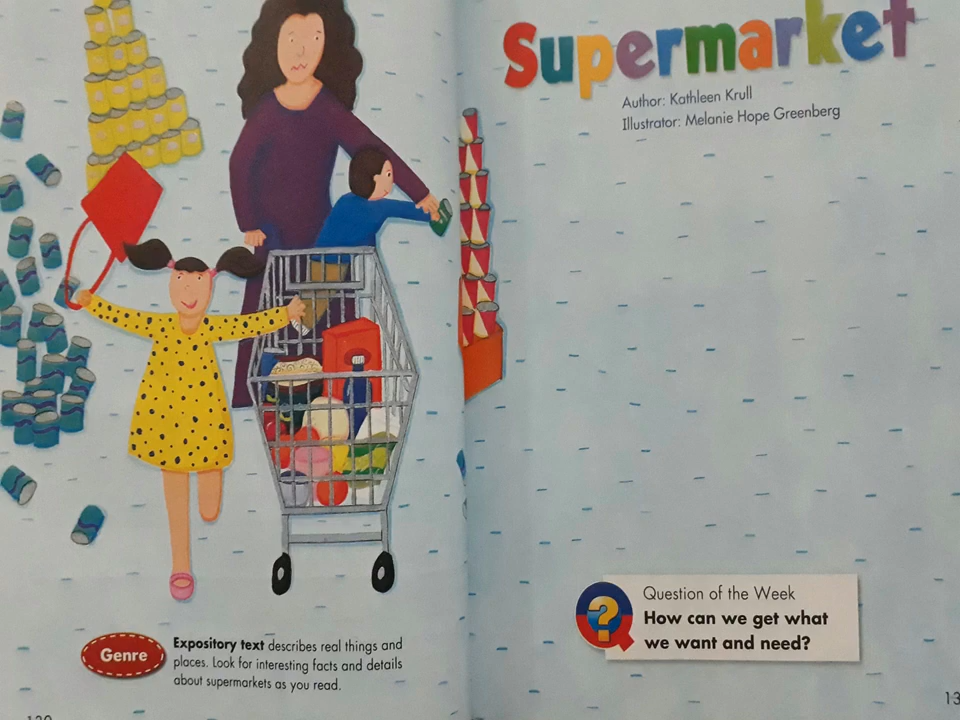 Genre
Expository text describes real things and
places. Look for interesting facts and details
about supermarkets as you read.
Supermarket
Author: Kathleen Krull
Illustrator: Melanie Hope Greenberg
Question of the Week
How can we get what
we want and need?